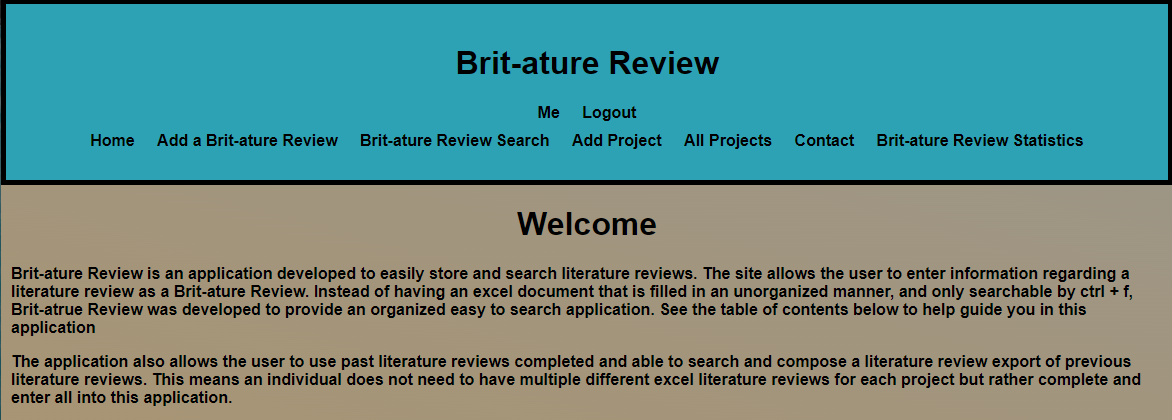 Brit-ature Review
Me Logout
Home Add a Brit-ature Review Brit-ature Review Search Add Project All Projects Contact Brit-ature Review Statistics
Welcome
Brit-ature Review is an application developed to easily store and search literature reviews. The site allows the user to enter information regarding a
literature review as a Brit-ature Review. Instead of having an excel document that is filled in an unorganized manner, and only searchable by ctrl + f,
Brit-atrue Review was developed to provide an organized easy to search application. See the table of contents below to help guide you in this
application
The application also allows the user to use past literature reviews completed and able to search and compose a literature review export of previous
literature reviews. This means an individual does not need to have multiple different excel literature reviews for each project but rather complete and
enter all into this application.